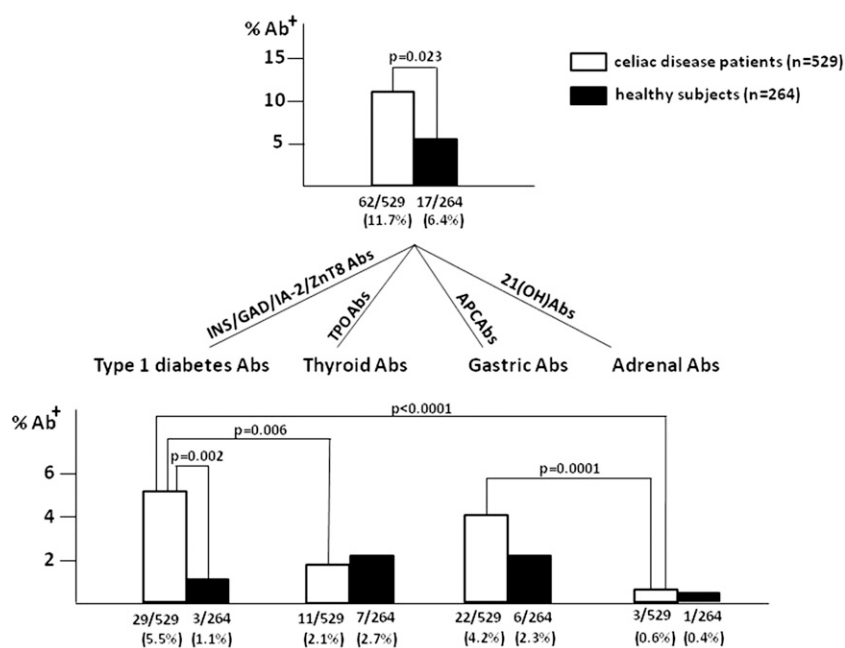 % Ab+
15
10
5
p=0.023
celiac disease patients (n=529)
healthy subjects (n=264)
62/529 17/264
(11.7%) (6.4%)
INS/GAD/IA-2/ZnT8 Abs
TPOAbs
APCAbs
21(OH)Abs
Type 1 diabetes Abs Thyroid Abs Gastric Abs Adrenal Abs
% Ab+
6
4
2
p<0.0001
p=0.006
p=0.002
p=0.0001
29/529 3/264 11/529 7/264 22/529 6/264 3/529 1/264
(5.5%) (1.1%) (2.1%) (2.7%) (4.2%) (2.3%) (0.6%) (0.4%)